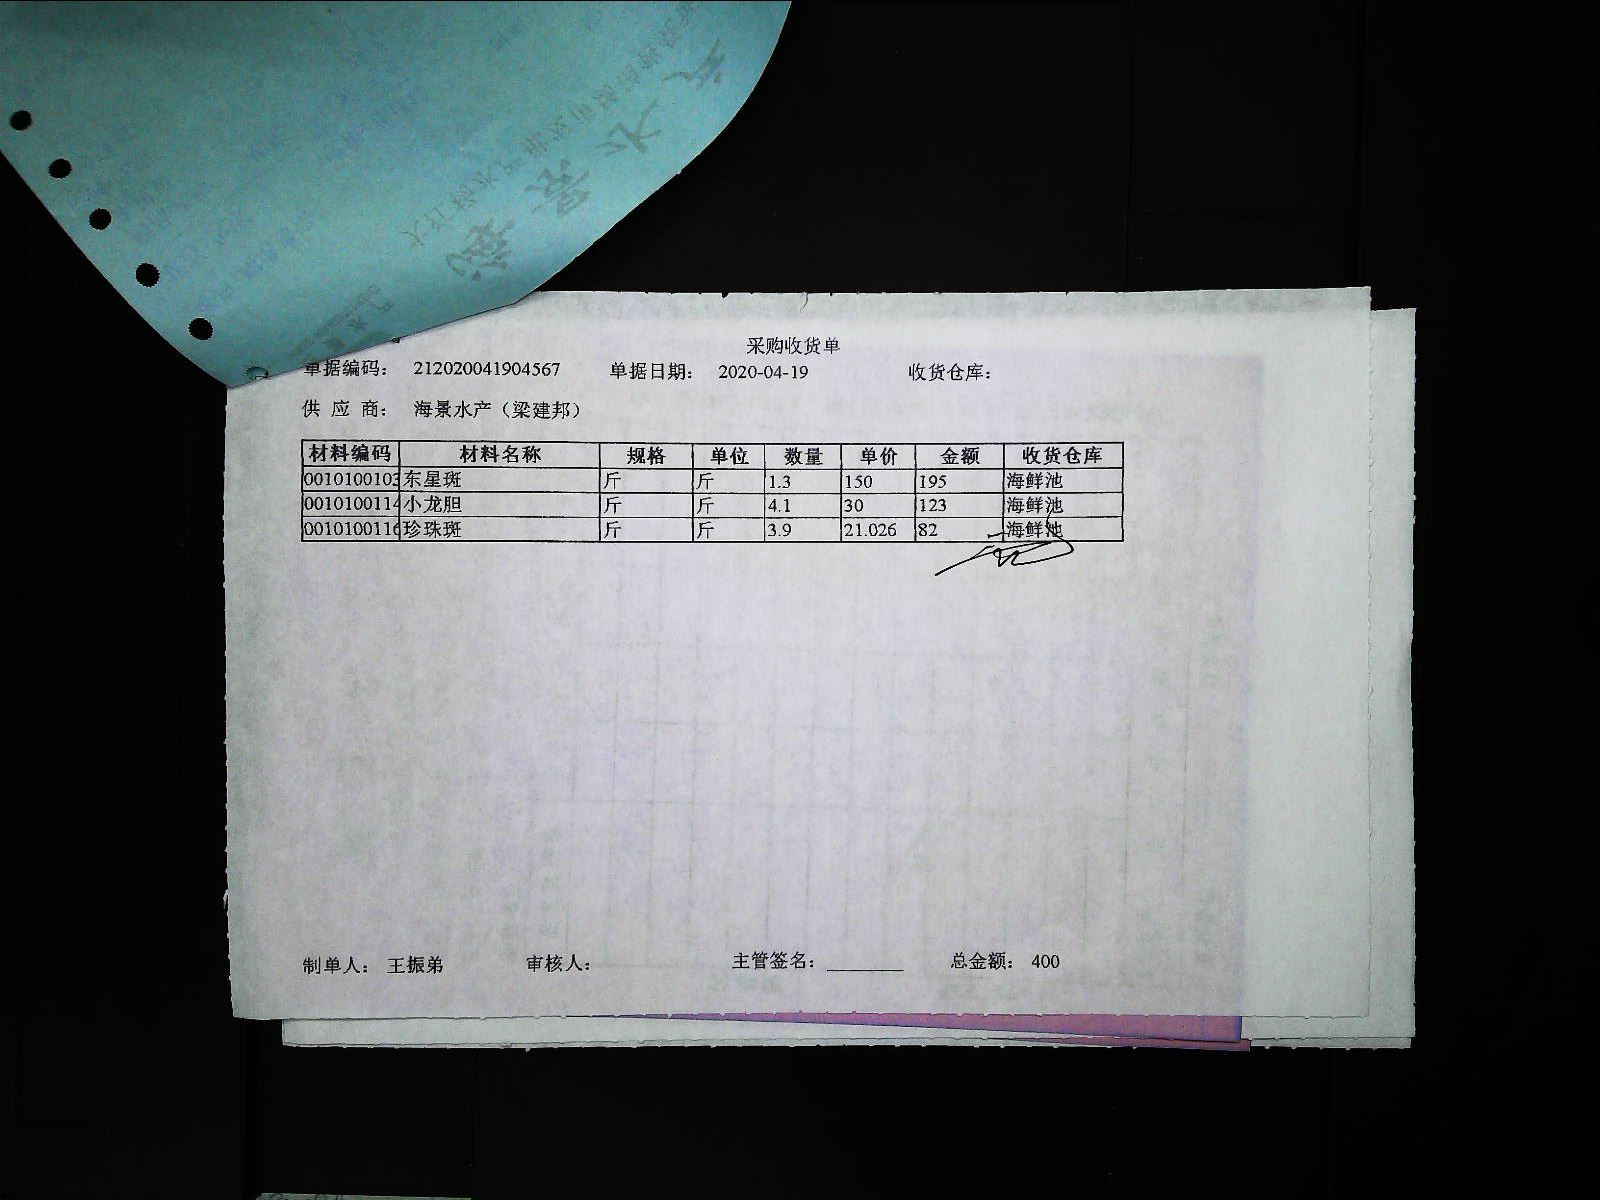 采购收货单
单据编码： 212020041904567 单据日期： 2020-04-19 收货仓库：
供 应 商： 海景水产（梁建邦）
材料编码 材料名称 规格 单位 数量 单价 金额 收货仓库
0010100103 东星斑 斤 斤 1.3 150 195 海鲜池
0010100114 小龙胆 斤 斤 4.1 30 123 海鲜池
0010100116 珍珠斑 斤 斤 3.9 21.026 82 海鲜池
制单人： 王振弟 审核人： 主管签名： 总金额： 400